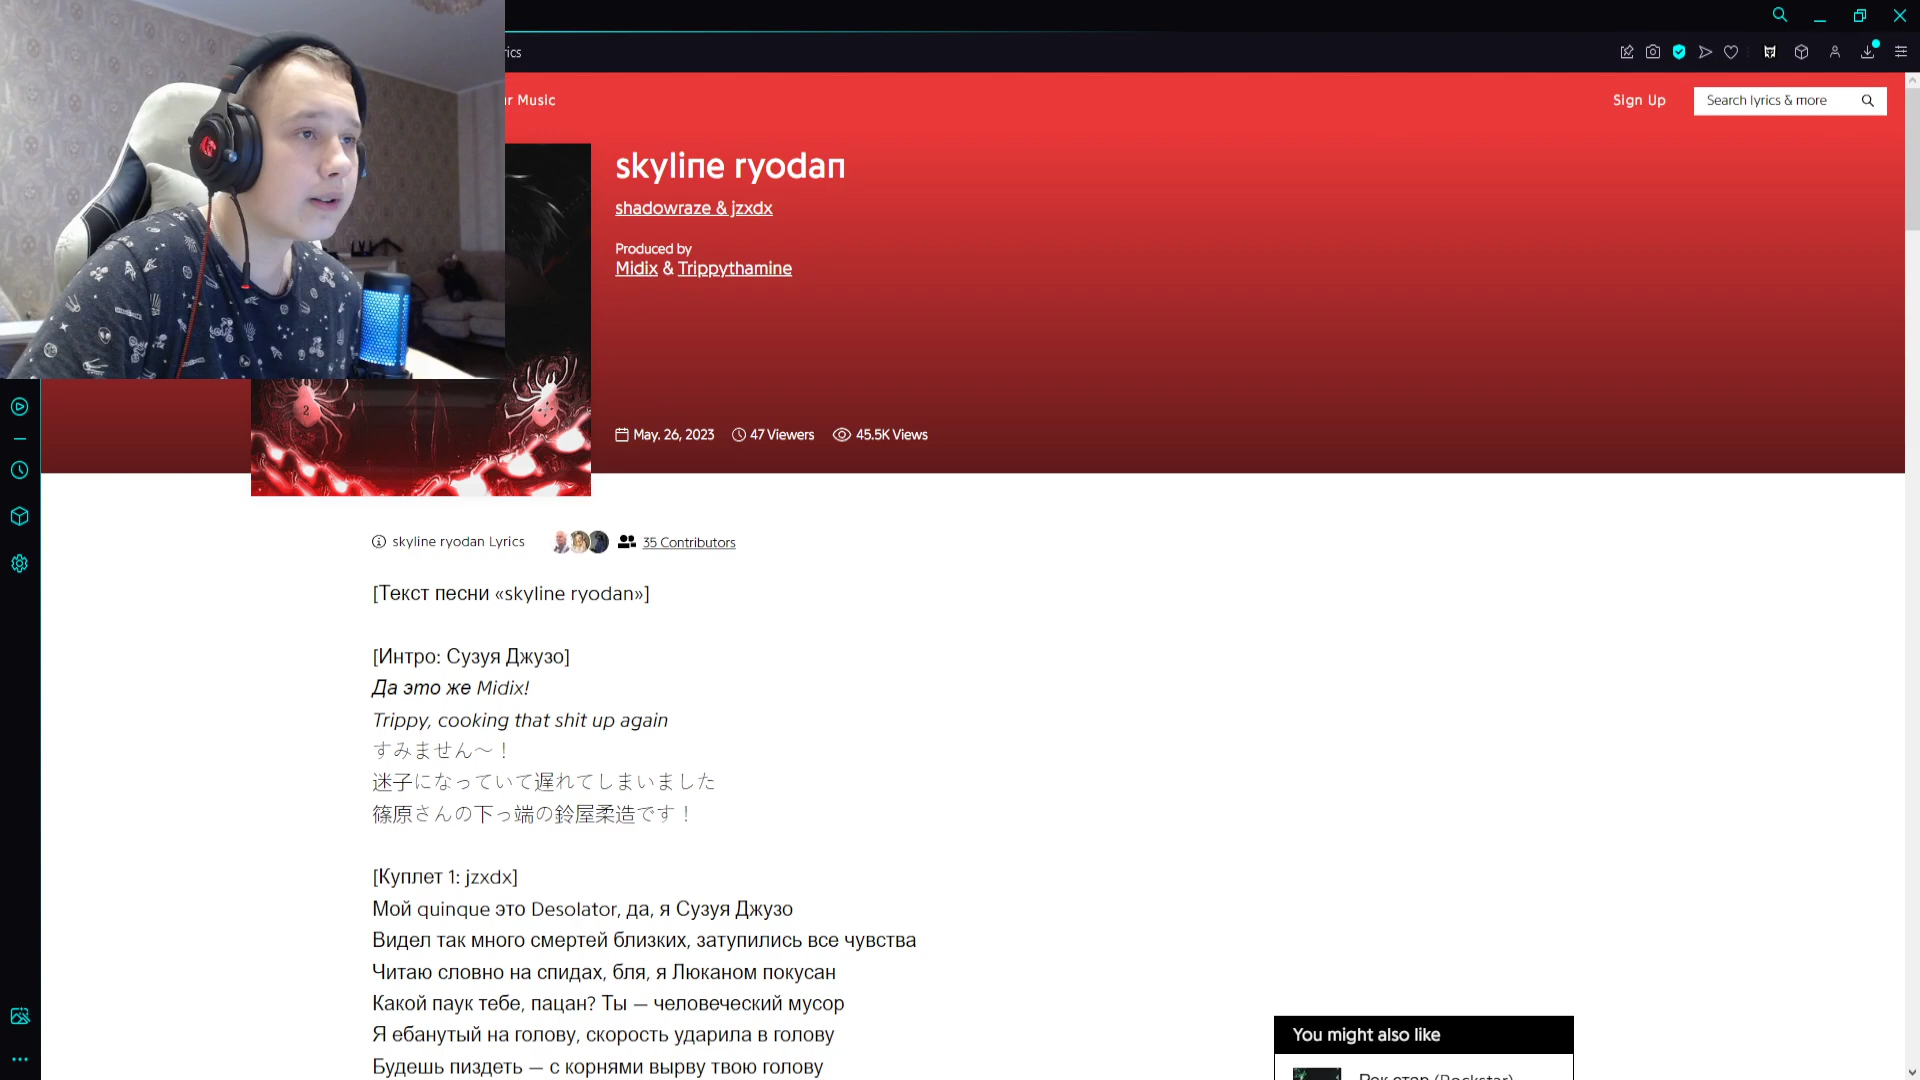 rics
ur Music
Sign Up
Search lyrics & more
skyline ryodan
shadowraze & jzxdx
Produced by
Midix & Trippythamine
2
May. 26, 2023
47 Viewers
45.5K Views
skyline ryodan Lyrics
35 Contributors
[Текст песни «skyline ryodan»]
[Интро: Сузуя Джузо]
Да это же Midix!
Trippy, cooking that shit up again
すみません〜！
迷子になっていて遅れてしまいました
篠原さんの下っ端の鈴屋柔造です！
[Куплет 1: jzxdx]
Мой quinque это Desolator, да, я Сузуя Джузо
Видел так много смертей близких, затупились все чувства
Читаю словно на спидах, бля, я Люканом покусан
Какой паук тебе, пацан? Ты — человеческий мусор
Я ебанутый на голову, скорость ударила в голову
Будешь пиздеть — с корнями вырву твою голову
You might also like
Рок-стар (Rockstar)